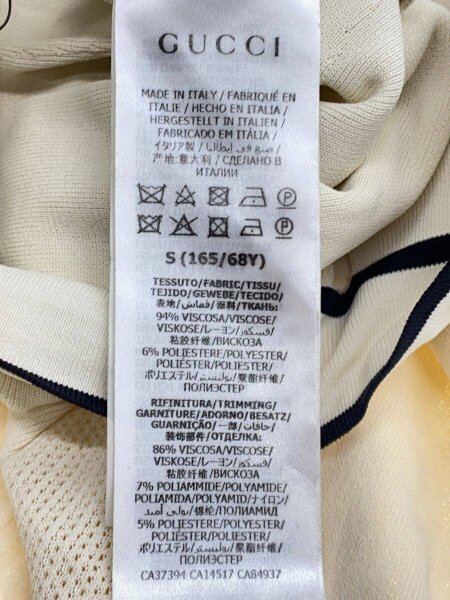 GUCCI
MADE IN ITALY / FABRIQUÉ EN
ITALIE / HECHO EN ITALIA /
HERGESTELLT IN ITALIEN /
FABRICADO EM ITÁLIA /
イタリア製 / صنع في إيطاليا /
产地:意大利 / СДЕЛАНО В
ИТАЛИИ
S (165/68Y)
TESSUTO/FABRIC/TISSU/
TEJIDO/GEWEBE/TECIDO/
表地/قماش/面料/ТКАНЬ:
94% VISCOSA/VISCOSE/
VISKOSE/レーヨン/فسكوز/
粘胶纤维/ВИСКОЗА
6% POLIESTERE/POLYESTER/
POLIÉSTER/POLIESTER/
ポリエステル/بوليستير/聚酯纤维/
ПОЛИЭСТЕР
RIFINITURA/TRIMMING/
GARNITURE/ADORNO/BESATZ/
GUARNIÇÃO/一部/حافات/
装饰部件/ОТДЕЛКА:
86% VISCOSA/VISCOSE/
VISKOSE/レーヨン/فسكوز/
粘胶纤维/ВИСКОЗА
7% POLIAMMIDE/POLYAMIDE/
POLIAMIDA/POLYAMID/ナイロン/
بولي أميد/锦纶/ПОЛИАМИД
5% POLIESTERE/POLYESTER/
POLIÉSTER/POLIESTER/
ポリエステル/بوليستير/聚酯纤维/
ПОЛИЭСТЕР
CA37394 CA14517 CA84937